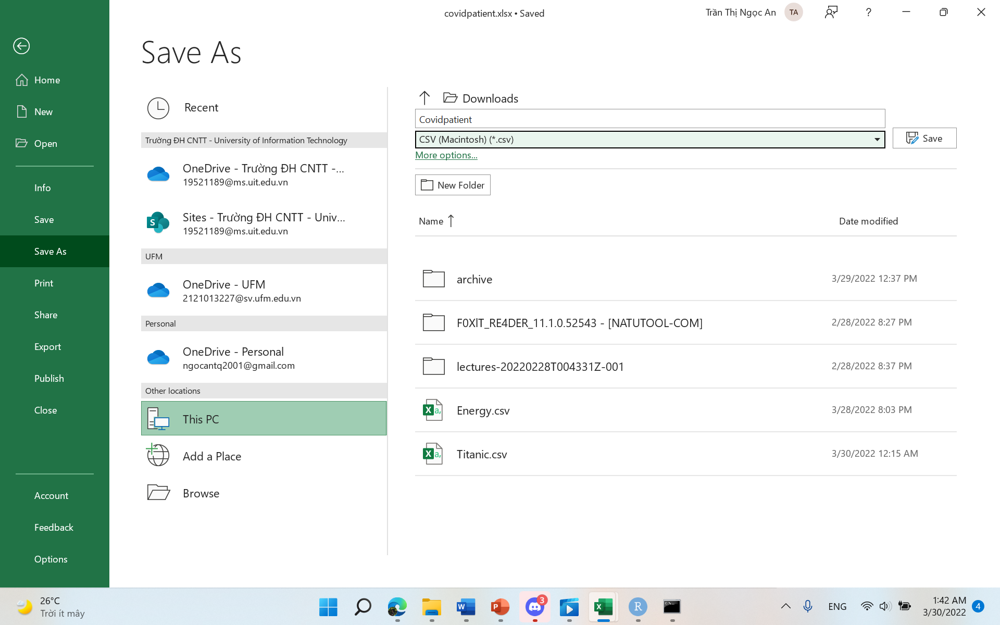 covidpatient.xlsx • Saved
Trần Thị Ngọc An
TA
?
Save As
Home
New
Open
Info
Save
Save As
Print
Share
Export
Publish
Close
Account
Feedback
Options
Recent
Trường ĐH CNTT - University of Information Technology
OneDrive - Trường ĐH CNTT -...
19521189@ms.uit.edu.vn
S
Sites - Trường ĐH CNTT - Univ...
19521189@ms.uit.edu.vn
UFM
OneDrive - UFM
2121013227@sv.ufm.edu.vn
Personal
OneDrive - Personal
ngocantq2001@gmail.com
Other locations
This PC
Add a Place
Browse
Downloads
Covidpatient
CSV (Macintosh) (*.csv)
Save
More options...
New Folder
Name
Date modified
archive
3/29/2022 12:37 PM
F0XlT_RE4DER_11.1.0.52543 - [NATUTOOL-COM]
2/28/2022 8:27 PM
lectures-20220228T004331Z-001
2/28/2022 8:37 PM
X a,
Energy.csv
3/28/2022 8:03 PM
X a,
Titanic.csv
3/30/2022 12:15 AM
26°C
Trời ít mây
W
P
3
X
R
ENG
1:42 AM
3/30/2022
4